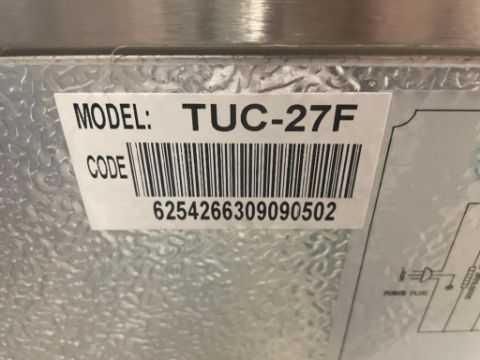 MODEL: TUC-27F
CODE
6254266309090502
POWER PLUG